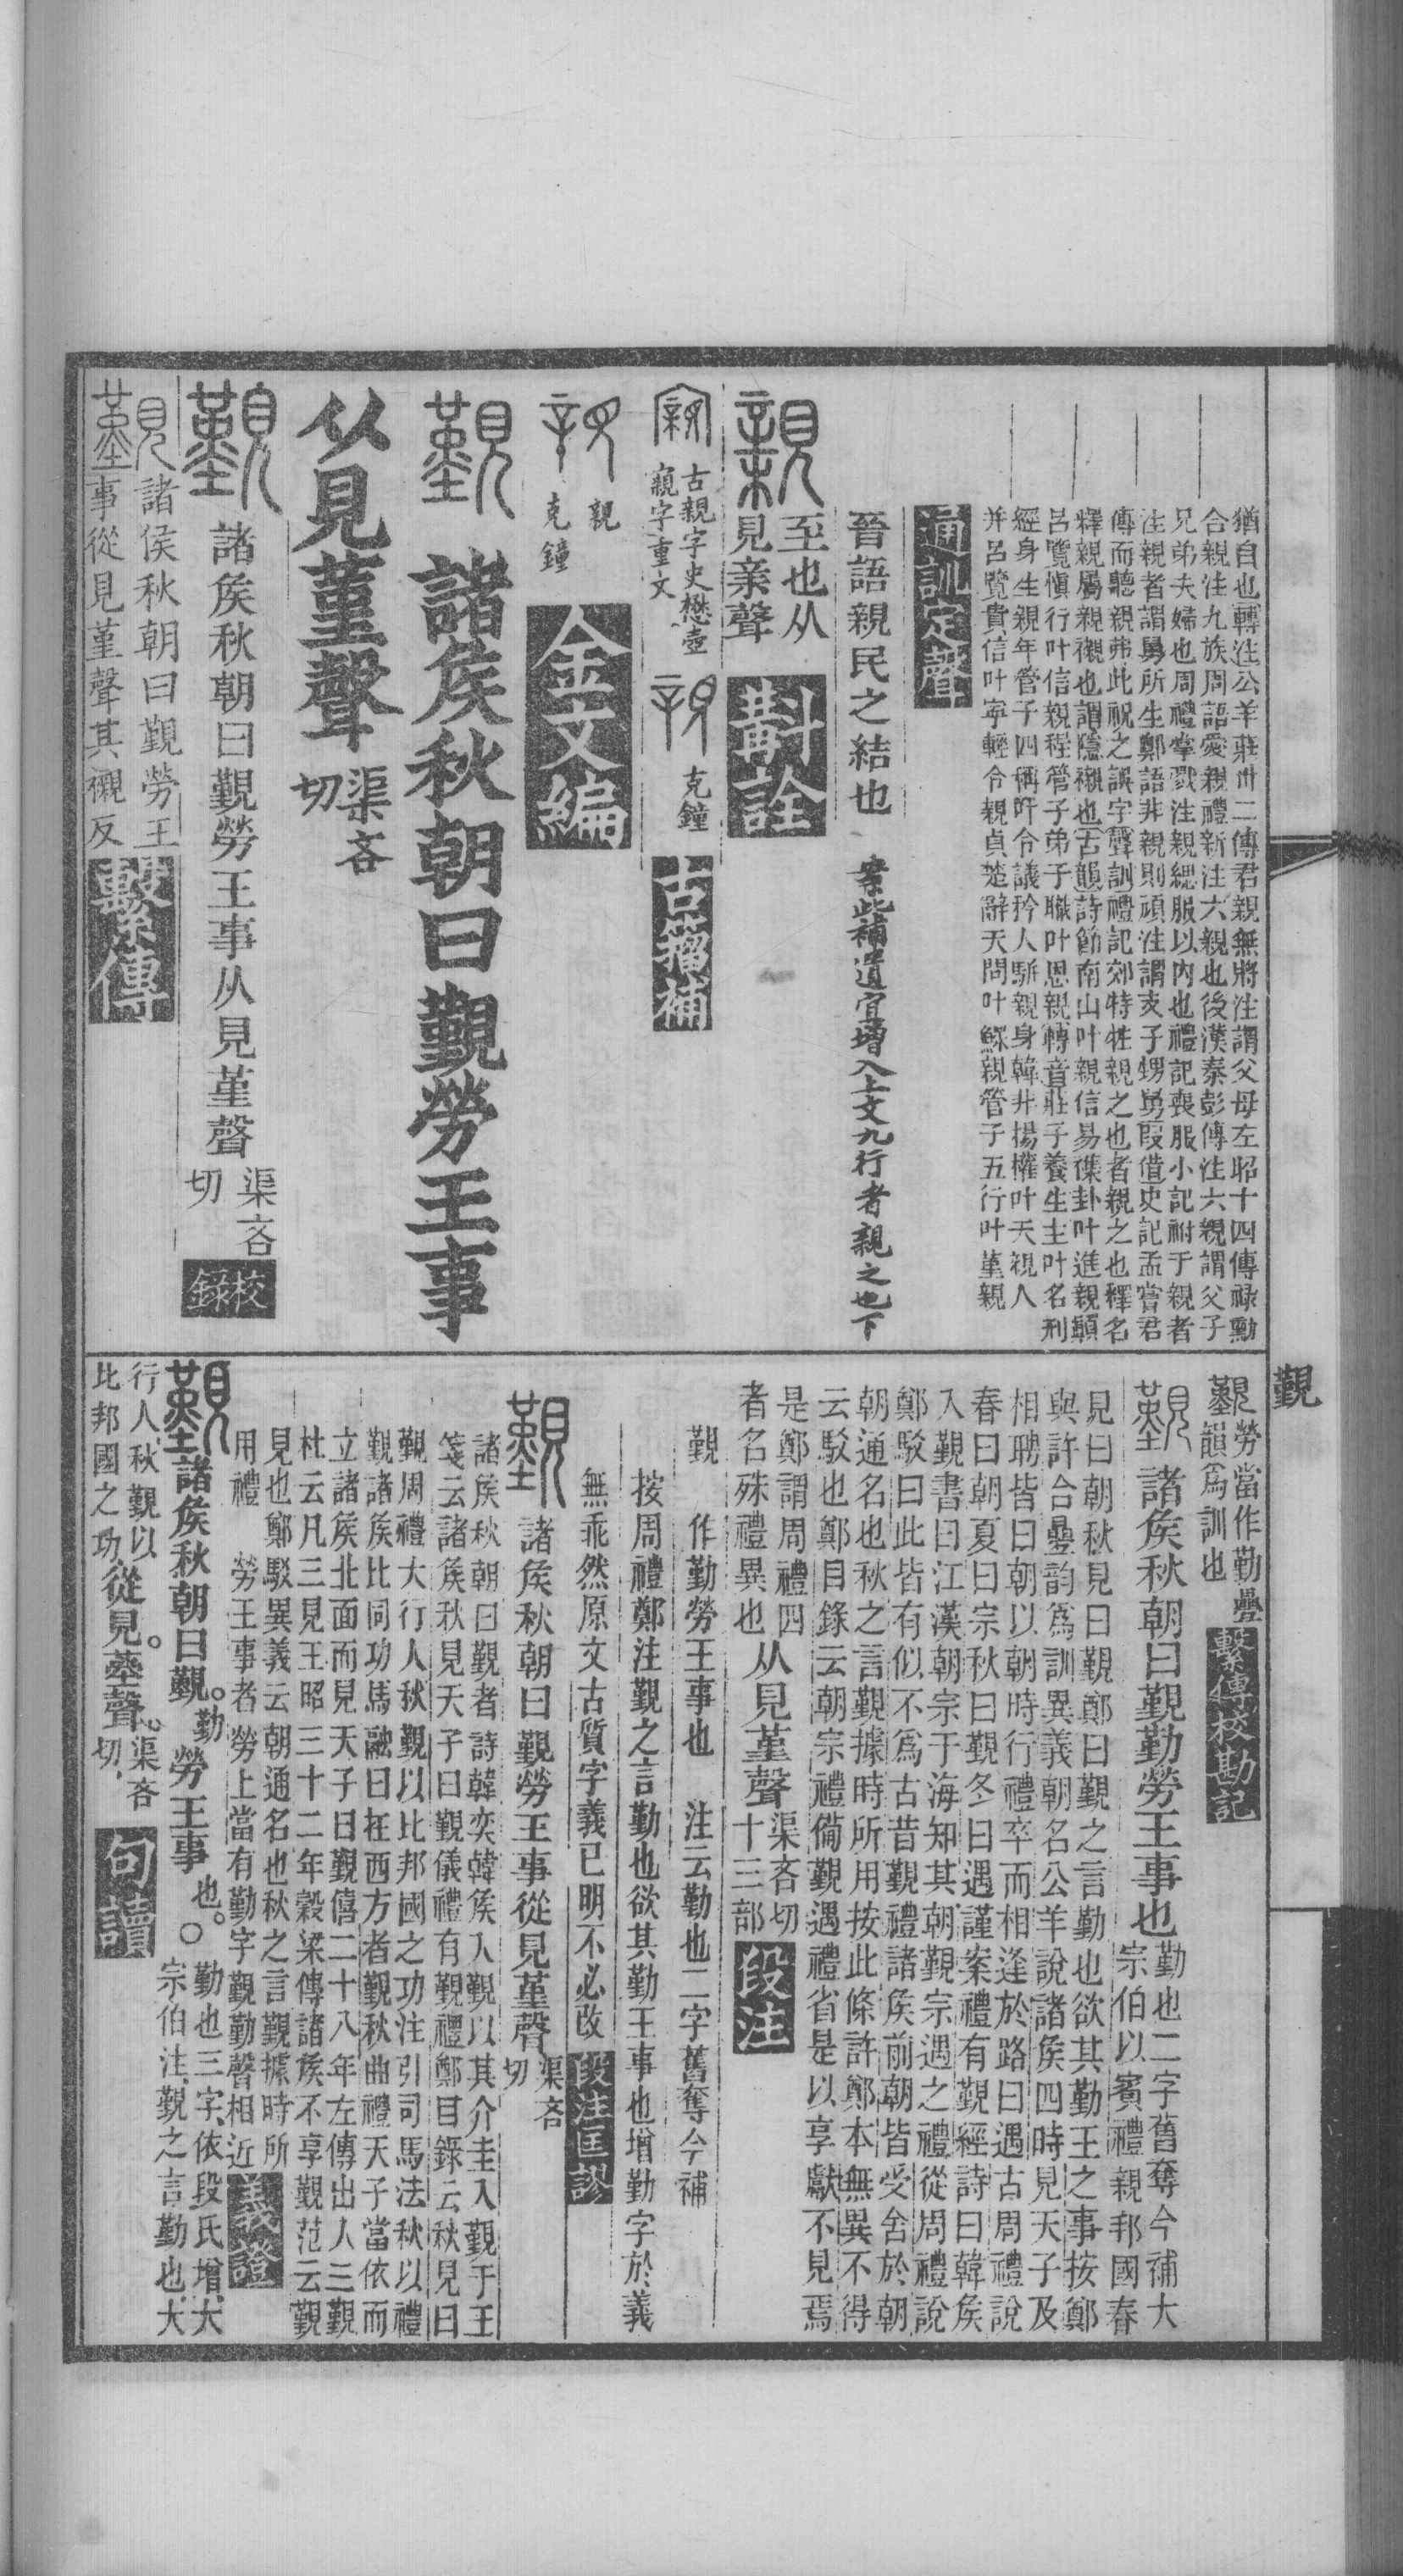 覲
猶自也轉注公羊莊卅二傳君親無將注謂父母左昭十四傳祿勳
合親注九族周語愛親禮新注六親也後漢秦彭傳注六親謂父子
兄弟夫婦也周禮掌戮注親緦服以內也禮記喪服小記祔于親者
注親者謂舅所生鄭語非親則頑注謂支子甥舅叚借史記孟嘗君
傳而聽親弗此祝之誤字聲訓禮記郊特牲親之也者親之也釋名
釋親屬親襯也謂隱襯也古韻詩節南山叶親信易襍卦叶進親顛
呂覽愼行叶信親程管子弟子職叶恩親轉音莊子養生主叶名刑
經身生親年管子四稱叶令議矜人駢親身韓非揚榷叶天親人
并呂覽貴信叶寧輕令親貞楚辭天問叶鰥親管子五行叶堇親
通訓定聲
晉語親民之結也 案此補遺宜增入上文九行者親之也下
親 至也从
見亲聲 斠詮
古親字史懋壺
窺字重文
克鐘 古籀補
親
克鐘 金文編
覲 諸矦秋朝曰覲勞王事
从見堇聲 渠吝
切
覲 諸矦秋朝曰覲勞王事从見堇聲 渠吝
切 校錄
覲 諸侯秋朝曰覲勞王
事從見堇聲其襯反 繫傳
覲 勞當作勤疊
韻爲訓也 繫傳校勘記
覲 諸矦秋朝曰覲勤勞王事也 勤也二字舊奪今補大
宗伯以賓禮親邦國春
見曰朝秋見曰覲鄭曰覲之言勤也欲其勤王之事按鄭
與許合疊韵爲訓異義朝名公羊說諸矦四時見天子及
相聘皆曰朝以朝時行禮卒而相逢於路曰遇古周禮說
春曰朝夏曰宗秋曰覲冬曰遇謹案禮有覲經詩曰韓矦
入覲書曰江漢朝宗于海知其朝覲宗遇之禮從周禮說
鄭駁曰此皆有似不爲古昔覲禮諸矦前朝皆受舍於朝
朝通名也秋之言覲據時所用按此條許鄭本無異不得
云駁也鄭目錄云朝宗禮備覲遇禮省是以享獻不見焉
是鄭謂周禮四
者名殊禮異也 从見堇聲 渠吝切
十三部 段注
覲 作勤勞王事也 注云勤也二字舊奪今補
按周禮鄭注覲之言勤也欲其勤王事也增勤字於義
無乖然原文古質字義已明不必改 段注匡謬
覲 諸矦秋朝曰覲勞王事從見堇聲 渠吝
切
諸矦秋朝曰覲者詩韓奕韓矦入覲以其介圭入覲于王
箋云諸矦秋見天子曰覲儀禮有覲禮鄭目錄云秋見曰
覲周禮大行人秋覲以比邦國之功注引司馬法秋以禮
覲諸矦比同功馬融曰在西方者覲秋曲禮天子當依而
立諸矦北面而見天子曰覲僖二十八年左傳出入三覲
杜云凡三見王昭三十二年穀梁傳諸矦不享覲范云覲
見也鄭駁異義云朝通名也秋之言覲據時所
用禮 勞王事者勞上當有勤字覲勤聲相近 義證
覲 諸矦秋朝曰覲。勤勞王事也。○勤也三字、依段氏增、大
宗伯注、覲之言勤也、大
行人、秋覲以
比邦國之功、 從見。堇聲。渠吝
切、 句讀